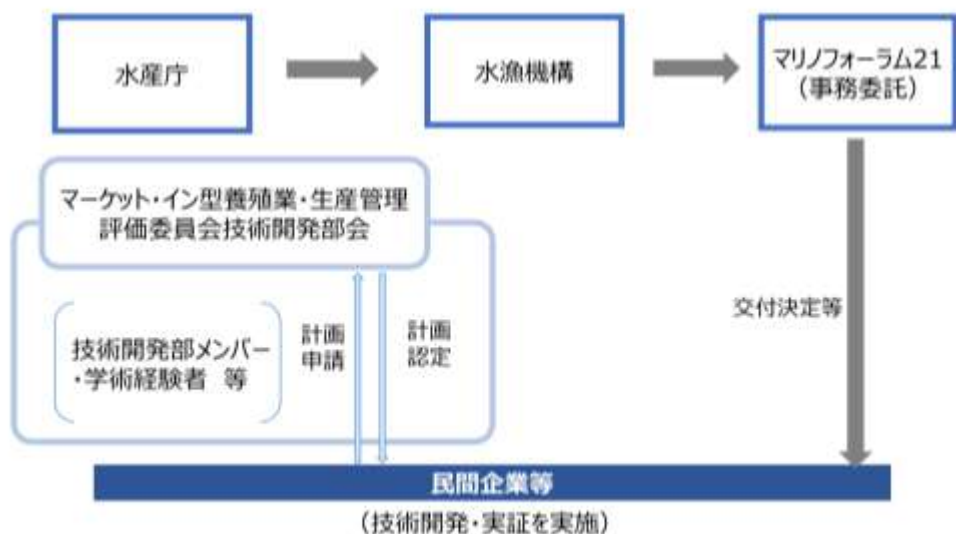 水産庁
水漁機構
マリノフォーラム21
(事務委託)
マーケット・イン型養殖業・生産管理
評価委員会技術開発部会
技術開発部メンバー
・学術経験者 等
計画
申請
計画
認定
交付決定等
民間企業等
(技術開発・実証を実施)